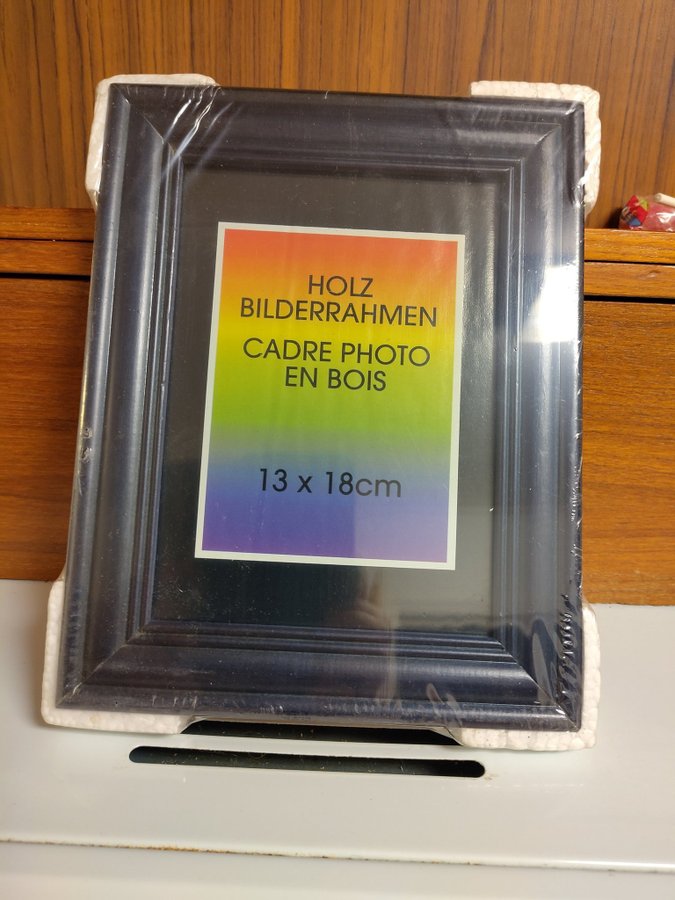 HOLZ
BILDERRAHMEN
CADRE PHOTO
EN BOIS
13 x 18cm